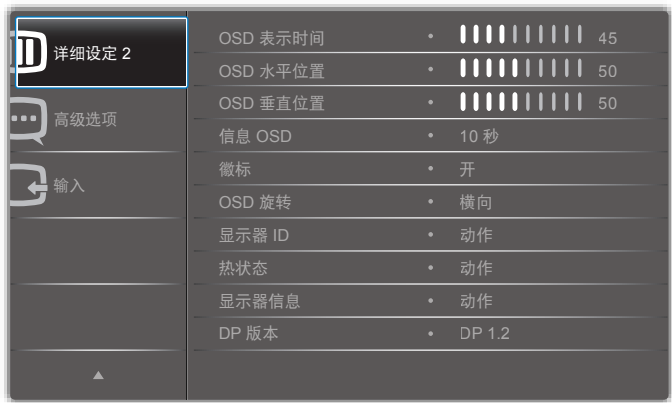 详细设定 2
高级选项
输入
OSD 表示时间 • 45
OSD 水平位置 • 50
OSD 垂直位置 • 50
信息 OSD • 10 秒
徽标 • 开
OSD 旋转 • 横向
显示器 ID • 动作
热状态 • 动作
显示器信息 • 动作
DP 版本 • DP 1.2